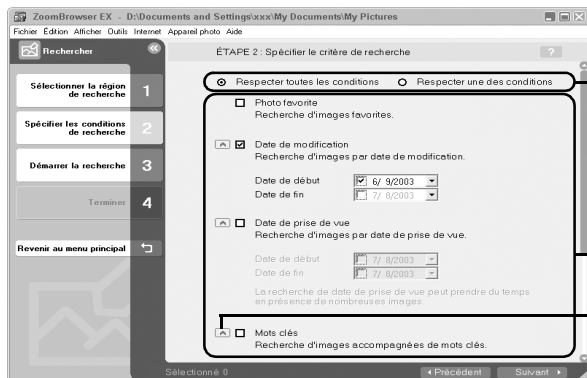 ZoomBrowser EX - D:\Documents and Settings\xxx\My Documents\My Pictures
Fichier Édition Afficher Outils Internet Appareil photo Aide
Rechercher
ÉTAPE 2 : Spécifier le critère de recherche
?
Respecter toutes les conditions Respecter une des conditions
Sélectionner la région de recherche 1
Spécifier les conditions de recherche 2
Démarrer la recherche 3
Terminer 4
Revenir au menu principal
Photo favorite
Recherche d'images favorites.
Date de modification
Recherche d'images par date de modification.
Date de début 6/ 9/2003
Date de fin 7/ 8/2003
Date de prise de vue
Recherche d'images par date de prise de vue.
Date de début 7/ 8/2003
Date de fin 7/ 8/2003
La recherche de date de prise de vue peut prendre du temps
en présence de nombreuses images.
Mots clés
Recherche d'images accompagnées de mots clés.
Sélectionné 0
Précédent Suivant